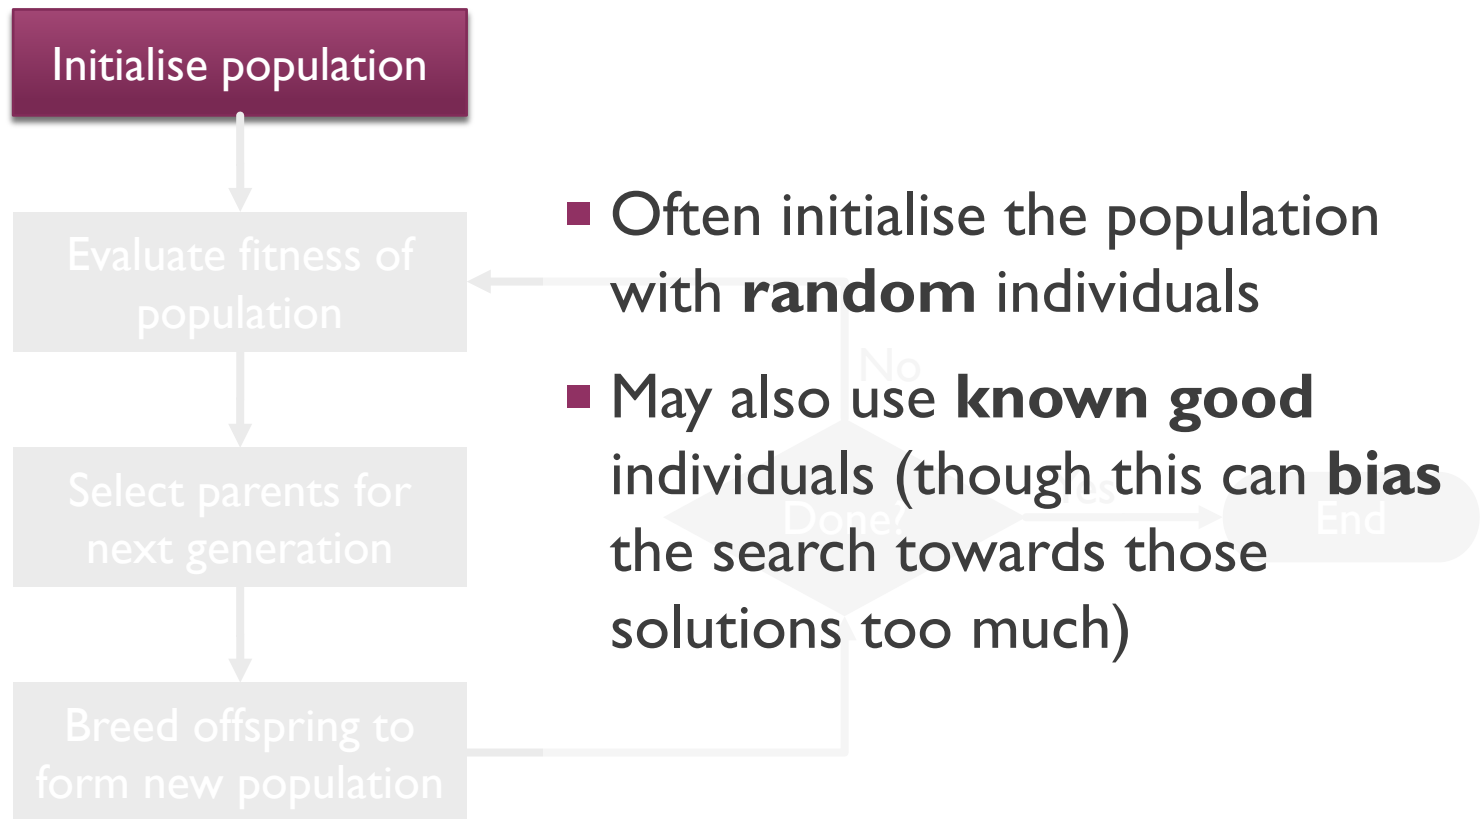 Initialise population
Evaluate fitness of
population
Select parents for
next generation
Breed offspring to
form new population
■ Often initialise the population
with random individuals
■ May also use known good
individuals (though this can bias
the search towards those
solutions too much)
No
Done?
Yes
End